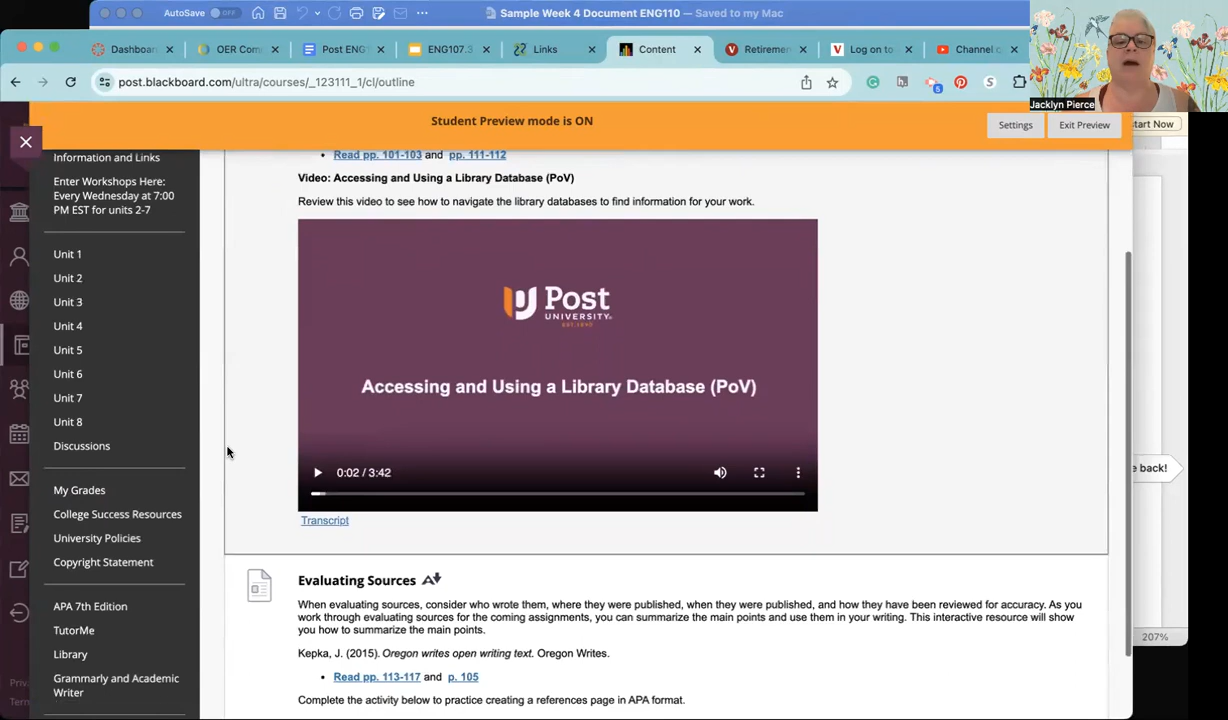 AutoSave OFF
Sample Week 4 Document ENG110 — Saved to my Mac
Dashboar
OER Com
Post ENG1
ENG107.3
Links
Content
Retiremen
Log on to
Channel c
post.blackboard.com/ultra/courses/_123111_1/cl/outline
6
Jacklyn Pierce
Student Preview mode is ON
Settings
Exit Preview
tart Now
Information and Links
Enter Workshops Here:
Every Wednesday at 7:00
PM EST for units 2-7
Unit 1
Unit 2
Unit 3
Unit 4
Unit 5
Unit 6
Unit 7
Unit 8
Discussions
My Grades
College Success Resources
University Policies
Copyright Statement
APA 7th Edition
TutorMe
Library
Grammarly and Academic
Writer
Priv
Term
• Read pp. 101-103 and pp. 111-112
Video: Accessing and Using a Library Database (PoV)
Review this video to see how to navigate the library databases to find information for your work.
Post
UNIVERSITY
EST.1890
Accessing and Using a Library Database (PoV)
0:02 / 3:42
Transcript
Evaluating Sources
When evaluating sources, consider who wrote them, where they were published, when they were published, and how they have been reviewed for accuracy. As you
work through evaluating sources for the coming assignments, you can summarize the main points and use them in your writing. This interactive resource will show
you how to summarize the main points.
Kepka, J. (2015). Oregon writes open writing text. Oregon Writes.
• Read pp. 113-117 and p. 105
Complete the activity below to practice creating a references page in APA format.
e back!
207%